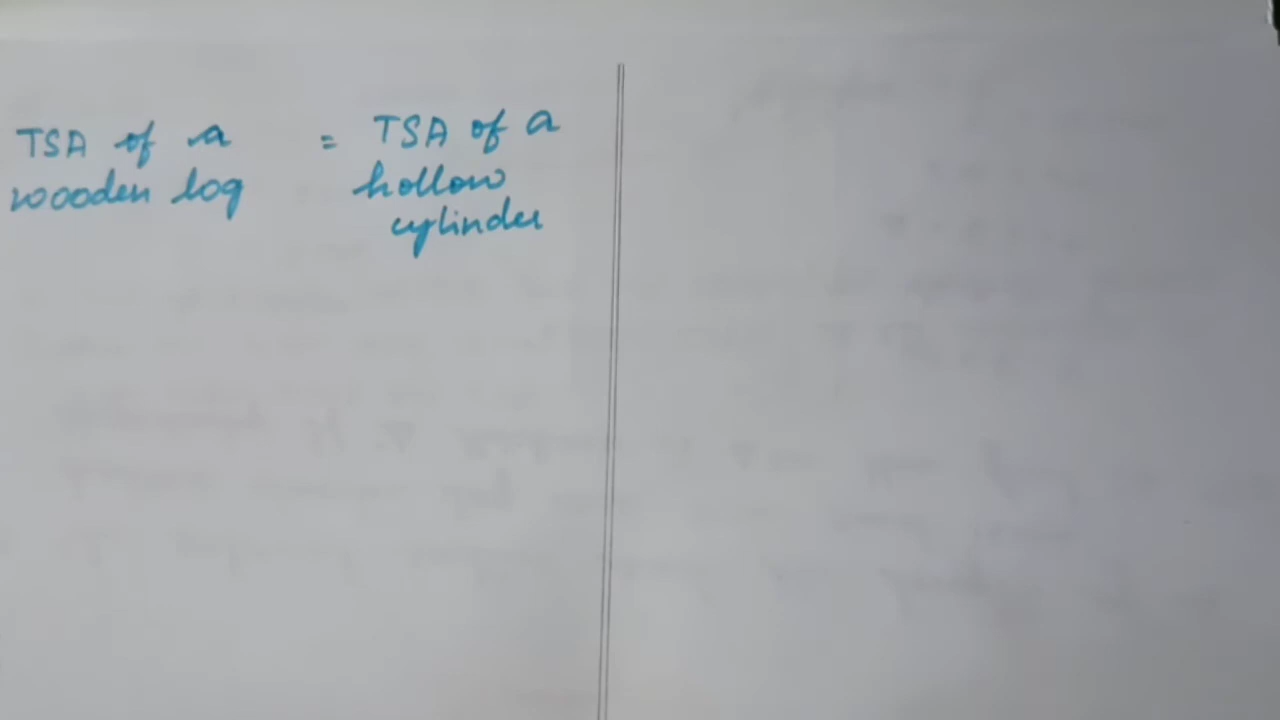 TSA of a = TSA of a
wooden log hollow
cylinder